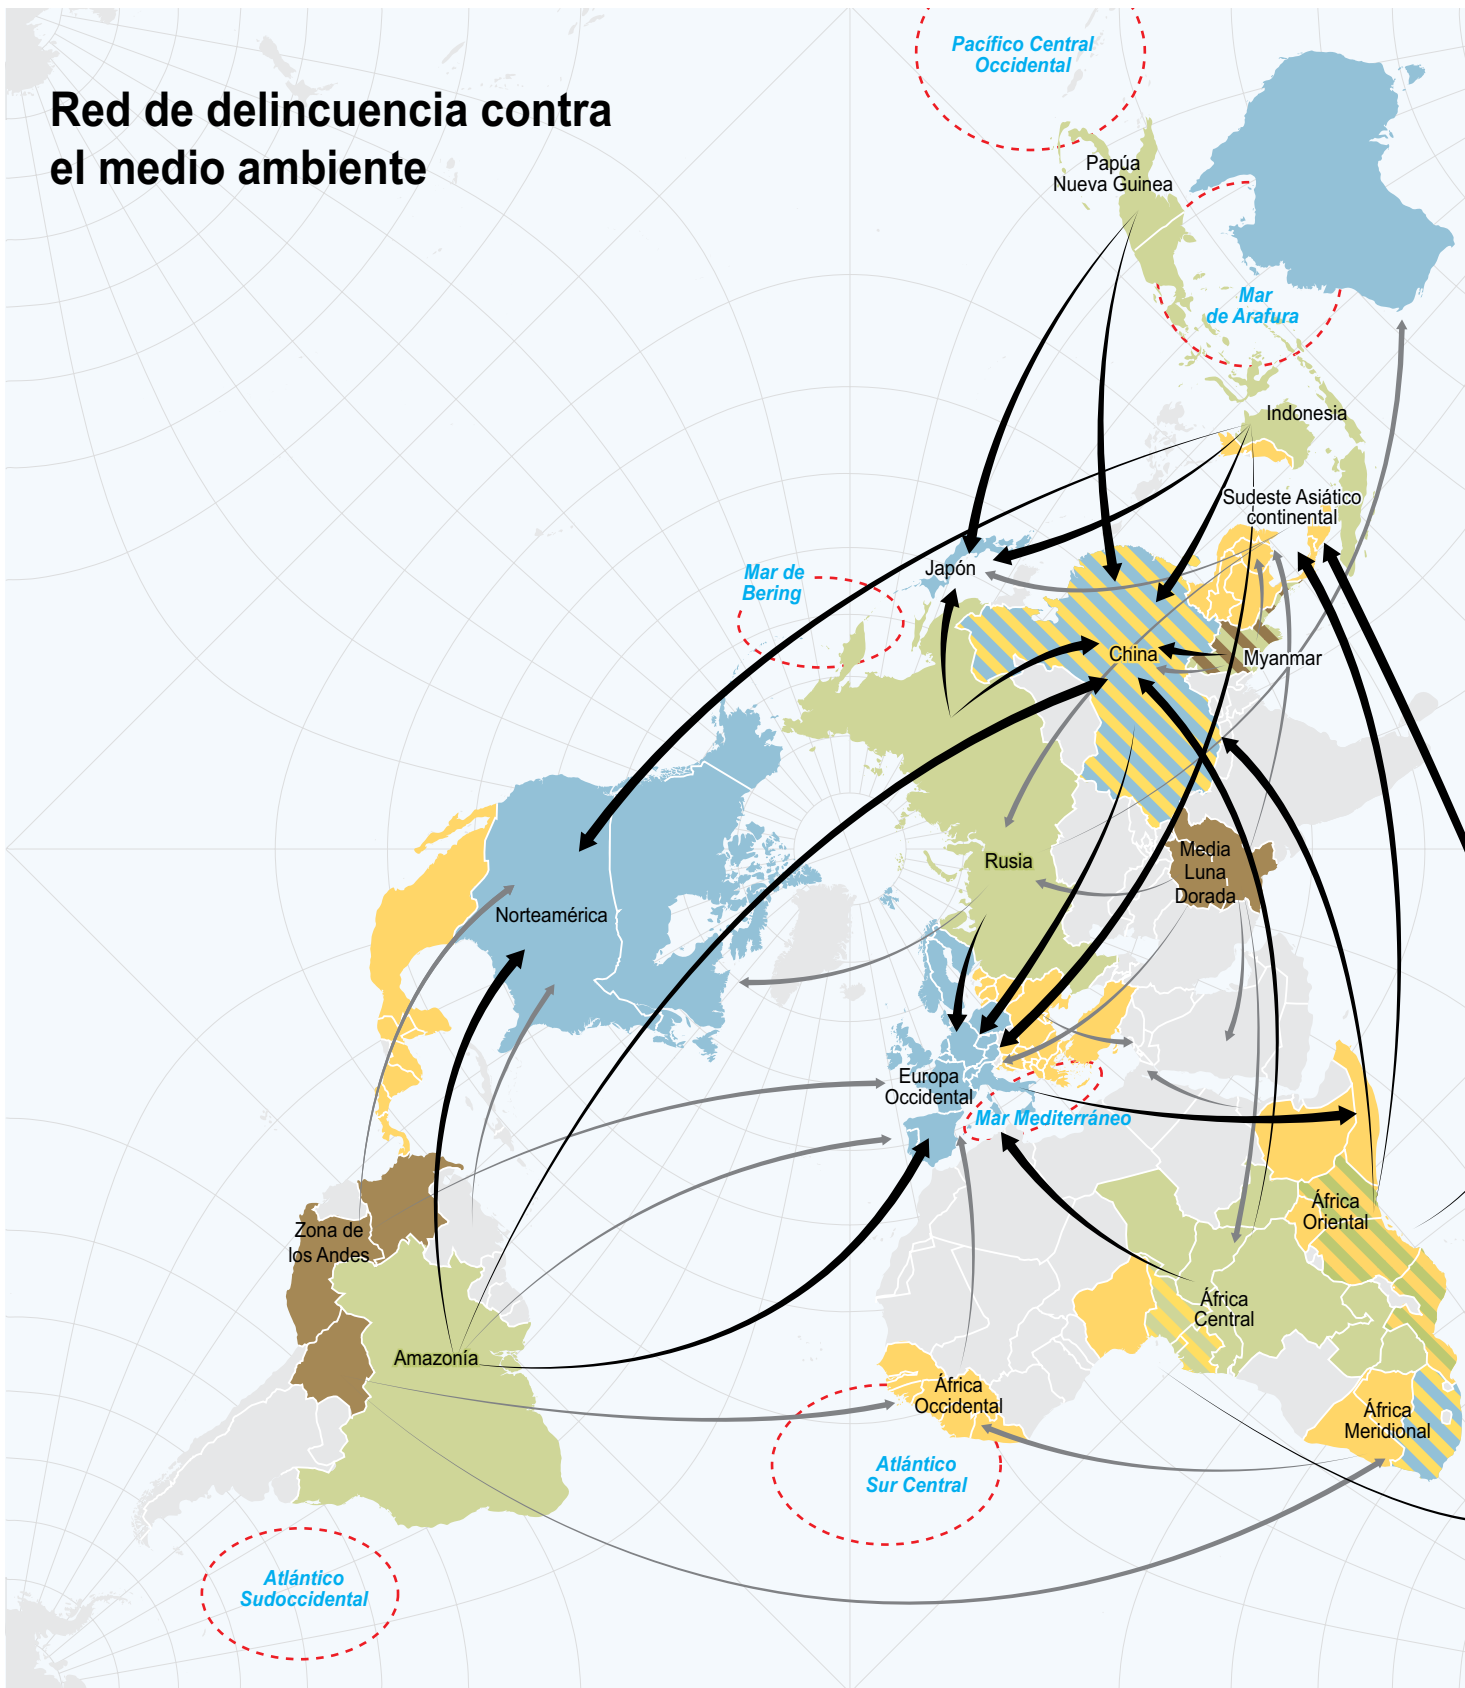 Red de delincuencia contra
el medio ambiente
Pacífico Central
Occidental
Papúa
Nueva Guinea
Mar
de Arafura
Indonesia
Sudeste Asiático
continental
Japón
Mar de
Bering
China
Myanmar
Rusia
Media
Luna
Dorada
Norteamérica
Europa
Occidental
Mar Mediterráneo
África
Oriental
Zona de
los Andes
África
Central
Amazonía
África
Occidental
África
Meridional
Atlántico
Sur Central
Atlántico
Sudoccidental